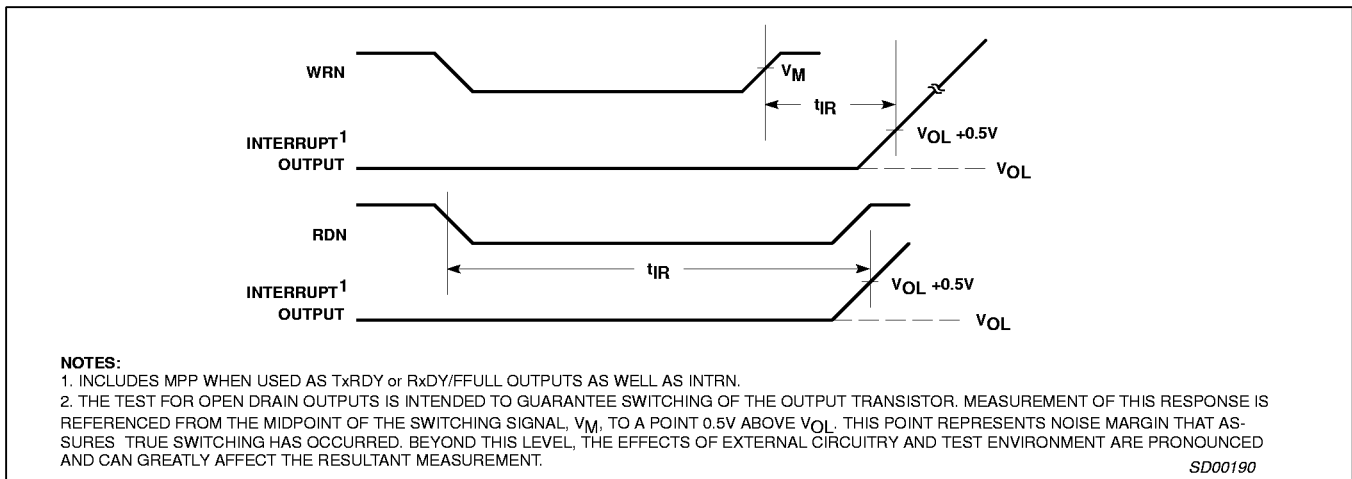 WRN
VM
tIR
INTERRUPT1
OUTPUT
VOL +0.5V
VOL
RDN
tIR
INTERRUPT1
OUTPUT
VOL +0.5V
VOL
NOTES:
1. INCLUDES MPP WHEN USED AS TxRDY or RxDY/FFULL OUTPUTS AS WELL AS INTRN.
2. THE TEST FOR OPEN DRAIN OUTPUTS IS INTENDED TO GUARANTEE SWITCHING OF THE OUTPUT TRANSISTOR. MEASUREMENT OF THIS RESPONSE IS
REFERENCED FROM THE MIDPOINT OF THE SWITCHING SIGNAL, VM, TO A POINT 0.5V ABOVE VOL. THIS POINT REPRESENTS NOISE MARGIN THAT AS-
SURES TRUE SWITCHING HAS OCCURRED. BEYOND THIS LEVEL, THE EFFECTS OF EXTERNAL CIRCUITRY AND TEST ENVIRONMENT ARE PRONOUNCED
AND CAN GREATLY AFFECT THE RESULTANT MEASUREMENT.
SD00190